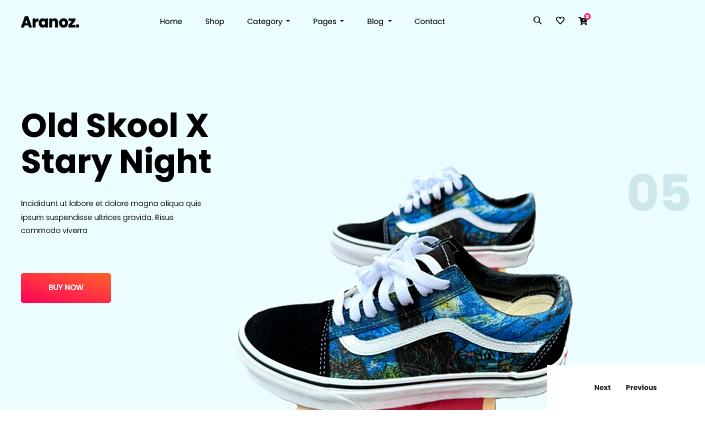 Aranoz.
Home Shop Category Pages Blog Contact
Old Skool X
Stary Night
Incididunt ut labore et dolore magna aliqua quis
ipsum suspendisse ultrices gravida. Risus
commodo viverra
BUY NOW
05
Next Previous